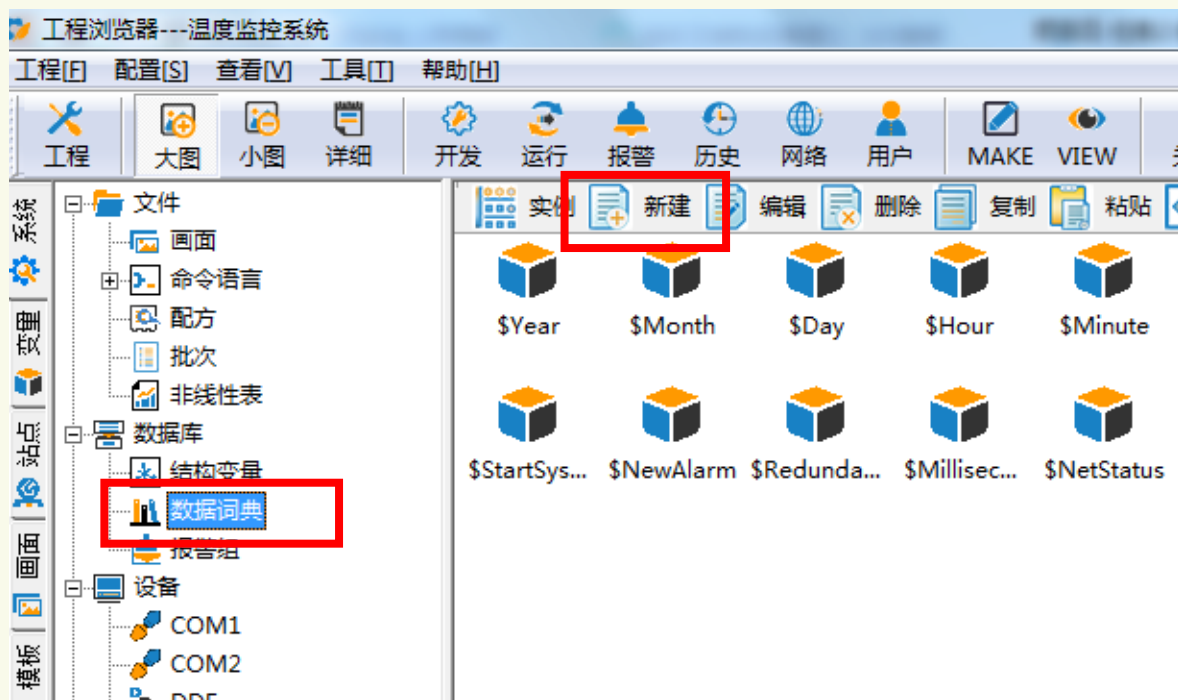 工程浏览器---温度监控系统
工程[F] 配置[S] 查看[V] 工具[T] 帮助[H]
工程 大图 小图 详细 开发 运行 报警 历史 网络 用户 MAKE VIEW
系统
变量
站点
画面
模板
文件
画面
命令语言
配方
批次
非线性表
数据库
结构变量
数据词典
报警组
设备
COM1
COM2
DDE
实例 新建 编辑 删除 复制 粘贴
$Year $Month $Day $Hour $Minute
$StartSys... $NewAlarm $Redunda... $Millisec... $NetStatus